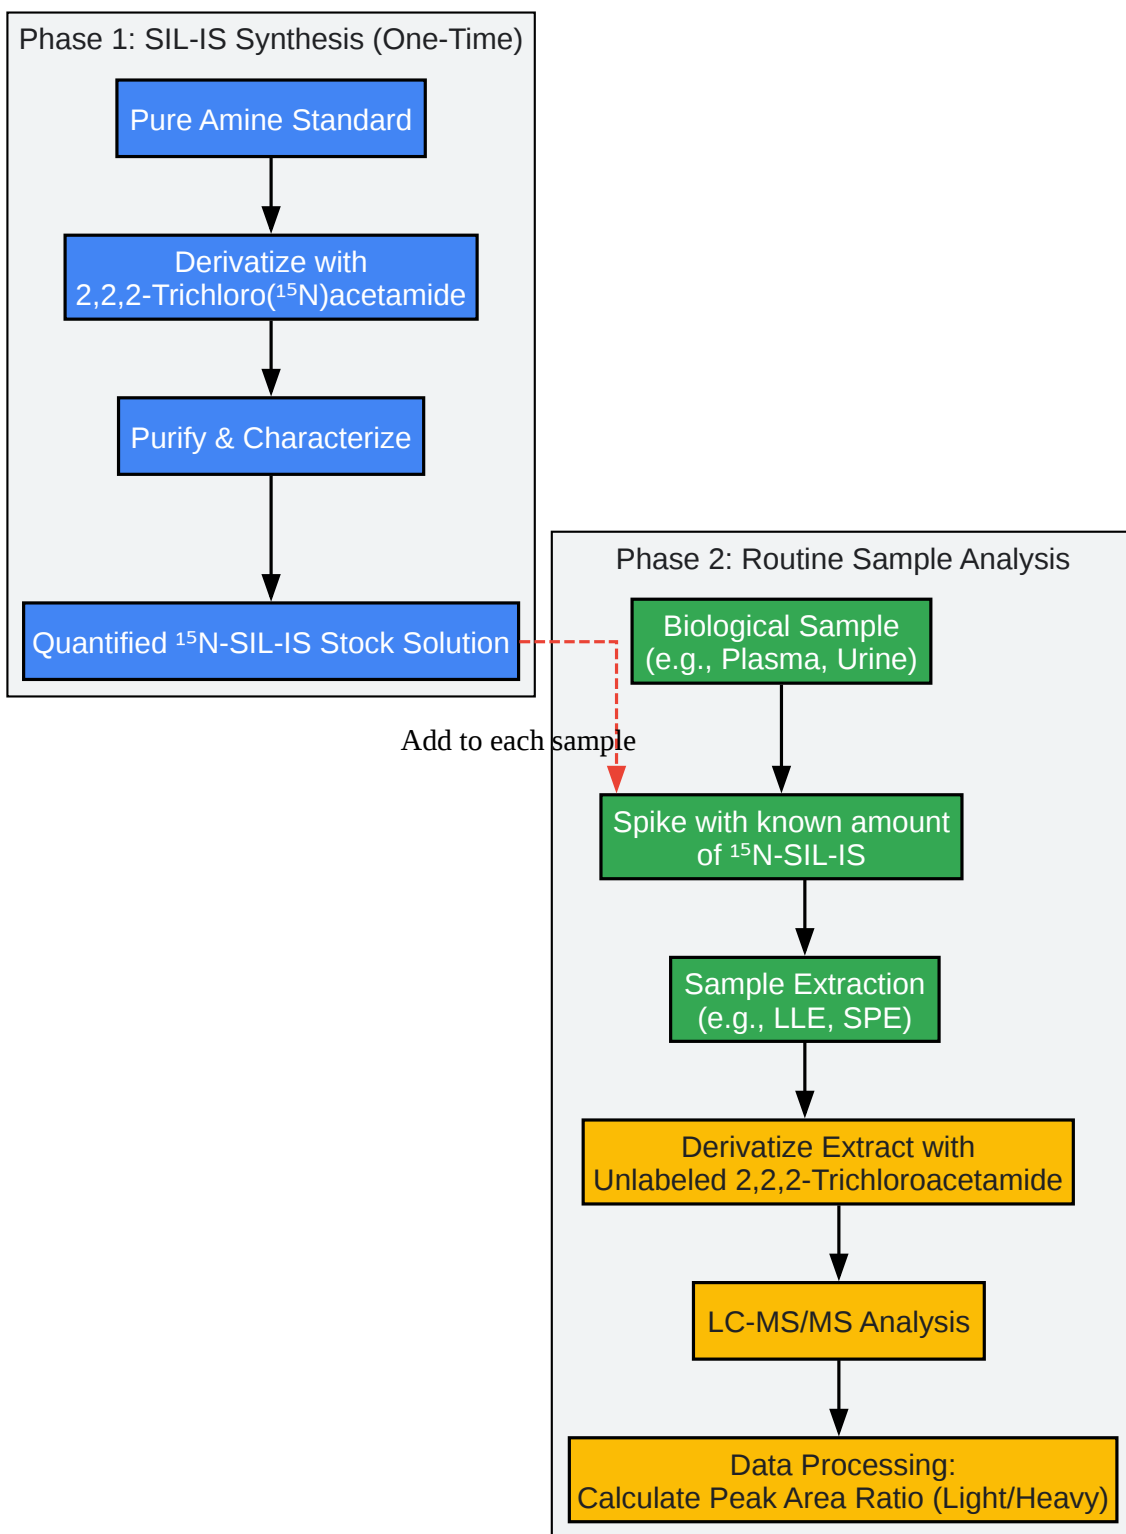 Phase 1: SIL-IS Synthesis (One-Time)
Pure Amine Standard
Derivatize with
2,2,2-Trichloro(¹⁵N)acetamide
Purify & Characterize
Quantified ¹⁵N-SIL-IS Stock Solution
Add to each sample
Phase 2: Routine Sample Analysis
Biological Sample
(e.g., Plasma, Urine)
Spike with known amount
of ¹⁵N-SIL-IS
Sample Extraction
(e.g., LLE, SPE)
Derivatize Extract with
Unlabeled 2,2,2-Trichloroacetamide
LC-MS/MS Analysis
Data Processing:
Calculate Peak Area Ratio (Light/Heavy)